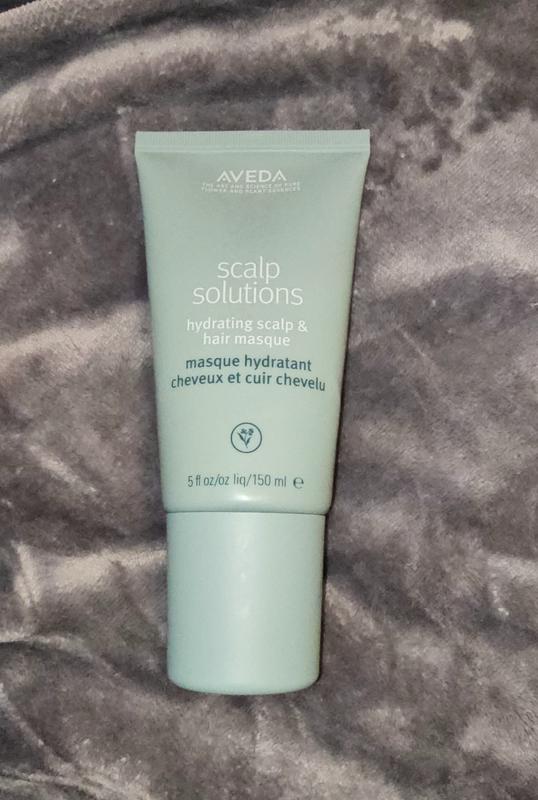 AVEDA
THE ART AND SCIENCE OF PURE
FLOWER AND PLANT ESSENCES
scalp
solutions
hydrating scalp &
hair masque
masque hydratant
cheveux et cuir chevelu
5 fl oz/oz liq/150 ml ℮